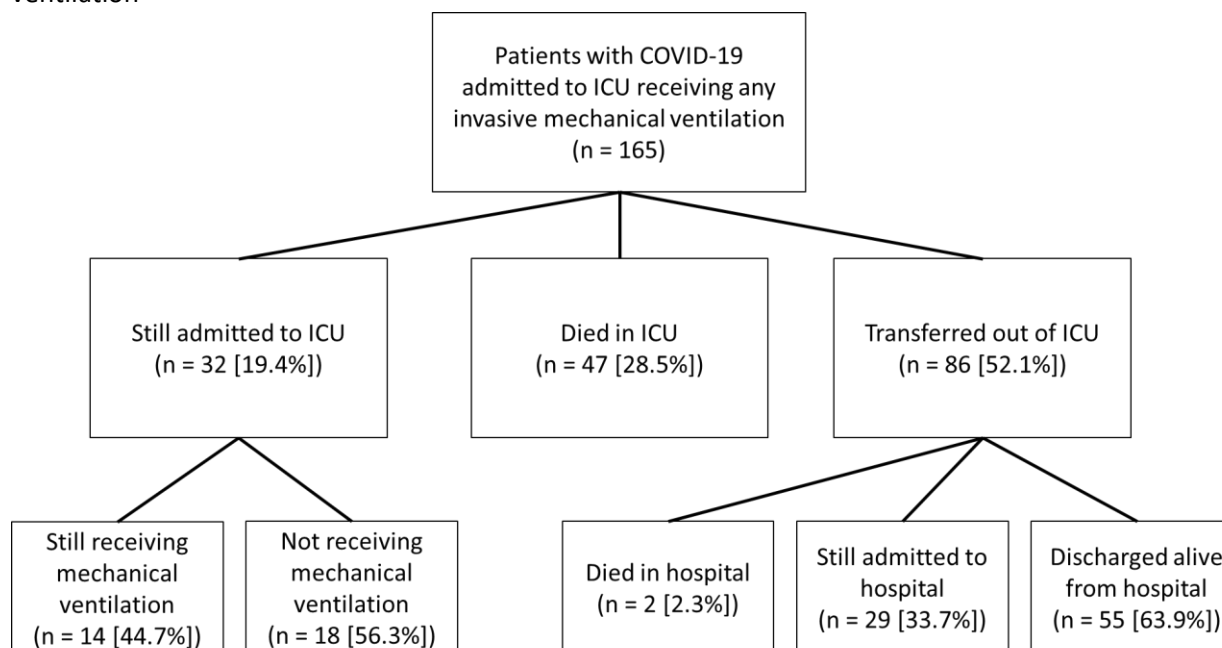 ventilation
Patients with COVID-19
admitted to ICU receiving any
invasive mechanical ventilation
(n = 165)
Still admitted to ICU
(n = 32 [19.4%])
Died in ICU
(n = 47 [28.5%])
Transferred out of ICU
(n = 86 [52.1%])
Still receiving
mechanical
ventilation
(n = 14 [44.7%])
Not receiving
mechanical
ventilation
(n = 18 [56.3%])
Died in hospital
(n = 2 [2.3%])
Still admitted to
hospital
(n = 29 [33.7%])
Discharged alive
from hospital
(n = 55 [63.9%])